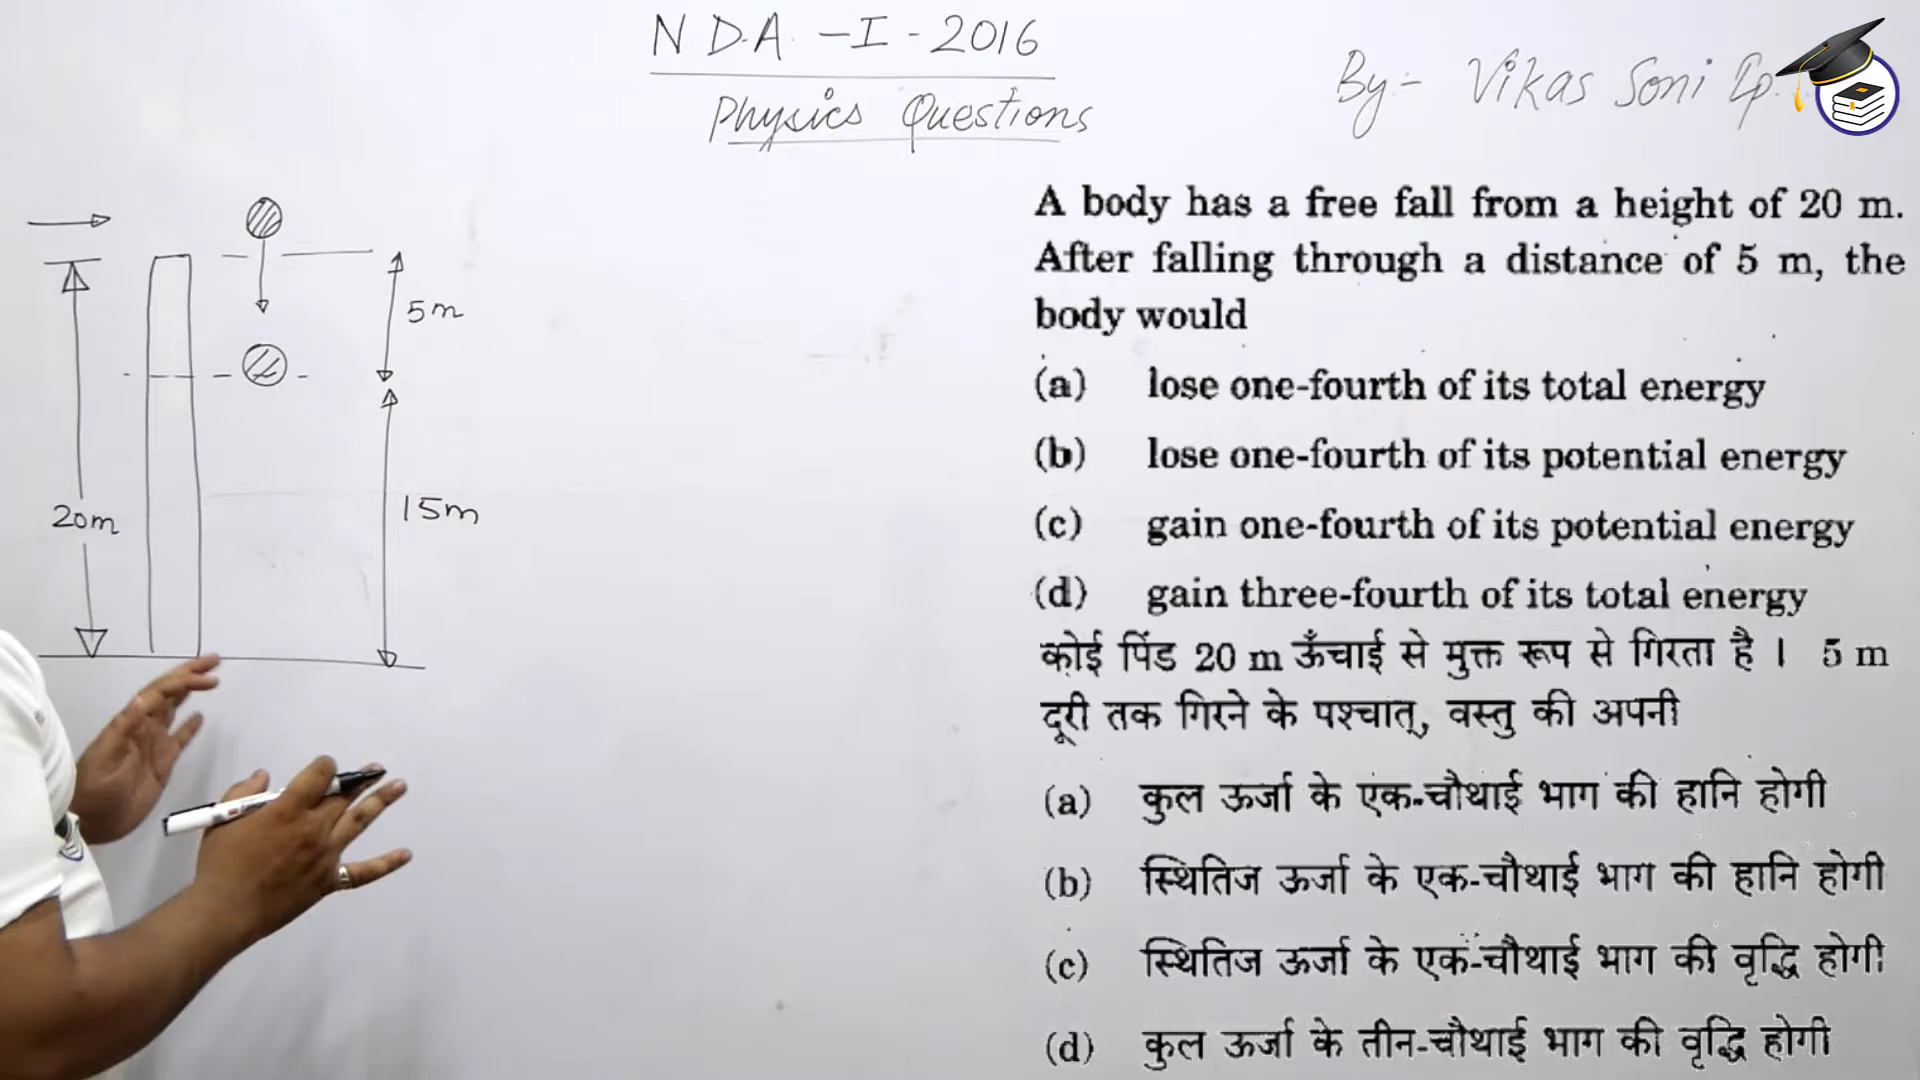 N D.A. -I- 2016
Physics Questions
By:- Vikas Soni
5m
20m
15m
A body has a free fall from a height of 20 m.
After falling through a distance of 5 m, the
body would
(a) lose one-fourth of its total energy
(b) lose one-fourth of its potential energy
(c) gain one-fourth of its potential energy
(d) gain three-fourth of its total energy
कोई पिंड 20 m ऊँचाई से मुक्त रूप से गिरता है । 5 m
दूरी तक गिरने के पश्चात्, वस्तु की अपनी
(a) कुल ऊर्जा के एक-चौथाई भाग की हानि होगी
(b) स्थितिज ऊर्जा के एक-चौथाई भाग की हानि होगी
(c) स्थितिज ऊर्जा के एक-चौथाई भाग की वृद्धि होगी
(d) कुल ऊर्जा के तीन-चौथाई भाग की वृद्धि होगी